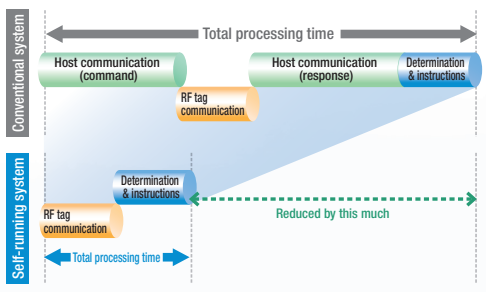 Conventional system
Total processing time
Host communication
(command)
Host communication
(response)
Determination
& instructions
RF tag
communication
Self-running system
Determination
& instructions
RF tag
communication
Reduced by this much
Total processing time